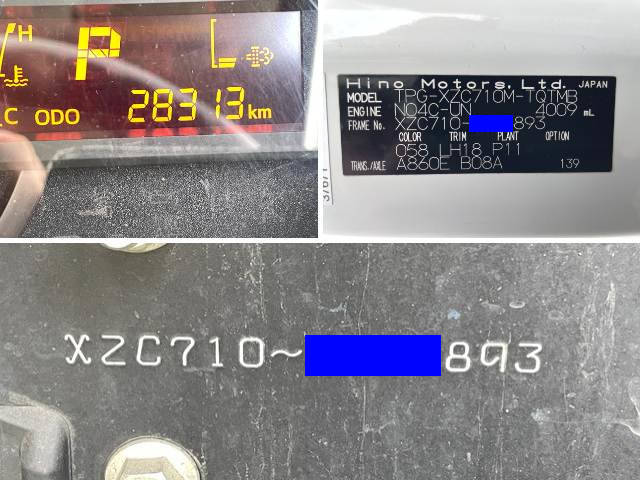 H
P
C ODO 28313 km
Hino Motors, Ltd. JAPAN
MODEL TPG-XZC710M-TQTMB
ENGINE N04C-UN 4009 mL
FRAME No. XZC710- 893
COLOR TRIM PLANT OPTION
058 LH18 P11
TRANS./AXLE A860E B08A 139
XZC710~ 893